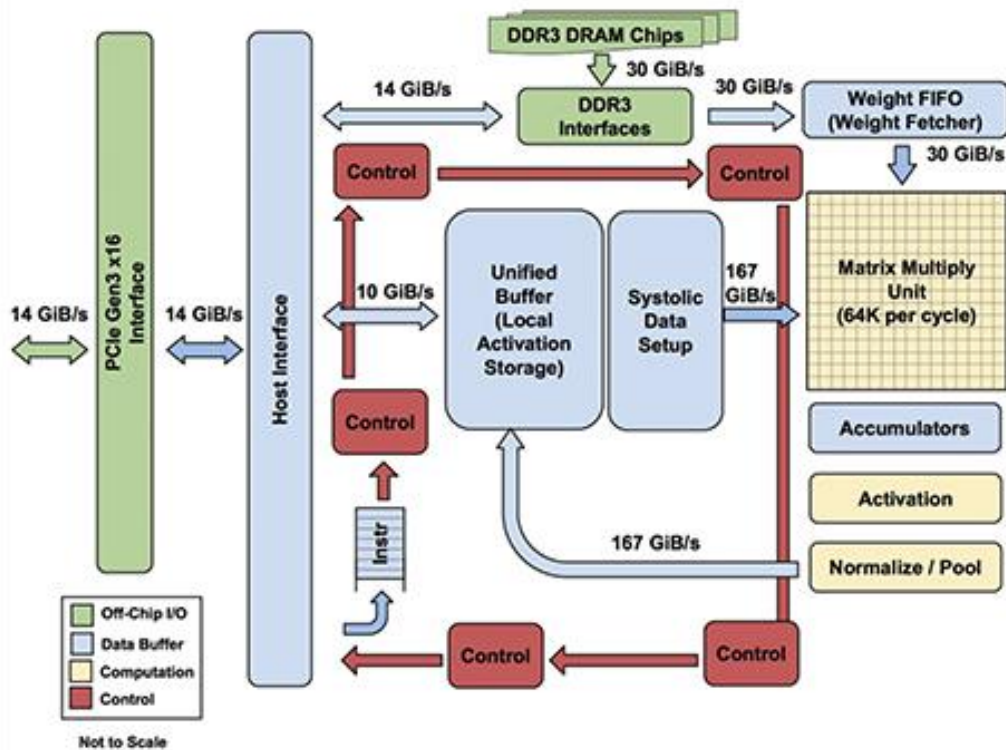 DDR3 DRAM Chips
30 GiB/s
14 GiB/s
30 GiB/s
DDR3
Interfaces
Weight FIFO
(Weight Fetcher)
30 GiB/s
Control
Control
PCIe Gen3 x16
Interface
Host Interface
14 GiB/s
14 GiB/s
10 GiB/s
Unified
Buffer
(Local
Activation
Storage)
Systolic
Data
Setup
167
GiB/s
Matrix Multiply
Unit
(64K per cycle)
Control
Accumulators
Activation
Instr
167 GiB/s
Normalize / Pool
Control
Control
Off-Chip I/O
Data Buffer
Computation
Control
Not to Scale